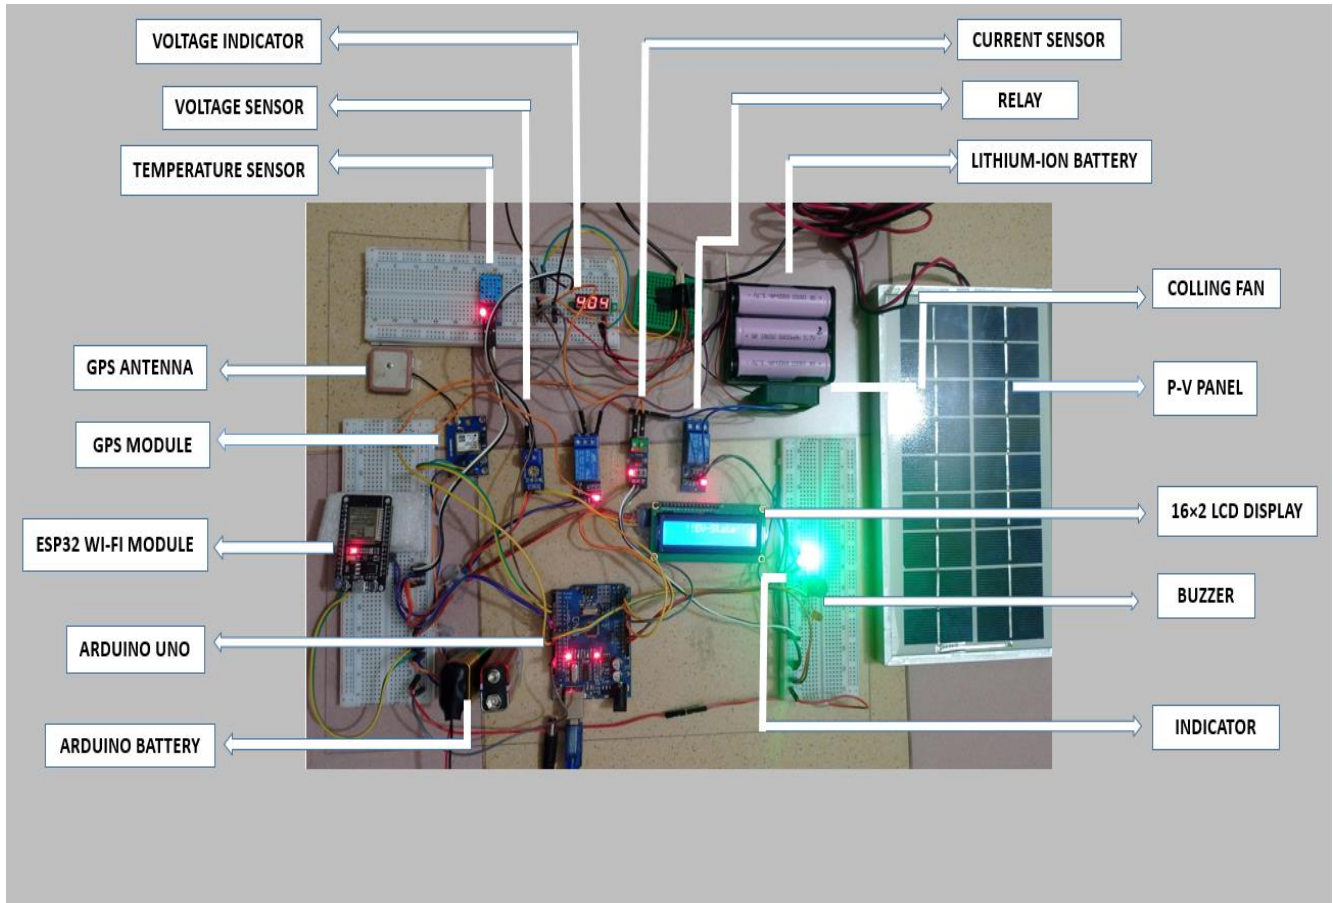 VOLTAGE INDICATOR
CURRENT SENSOR
VOLTAGE SENSOR
RELAY
TEMPERATURE SENSOR
LITHIUM-ION BATTERY
COLLING FAN
GPS ANTENNA
P-V PANEL
GPS MODULE
16×2 LCD DISPLAY
ESP32 WI-FI MODULE
BUZZER
ARDUINO UNO
INDICATOR
ARDUINO BATTERY
404